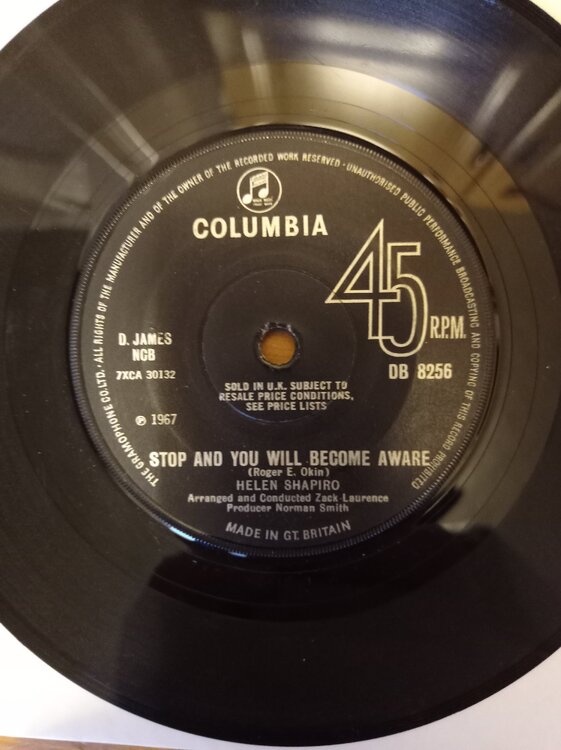 THE GRAMOPHONE CO. LTD. · ALL RIGHTS OF THE MANUFACTURER AND OF THE OWNER OF THE RECORDED WORK RESERVED · UNAUTHORISED PUBLIC PERFORMANCE BROADCASTING AND COPYING OF THIS RECORD PROHIBITED
COLUMBIA
45
R.P.M.
D. JAMES
NCB
7XCA 30132
DB 8256
SOLD IN U.K. SUBJECT TO
RESALE PRICE CONDITIONS,
SEE PRICE LISTS
℗ 1967
STOP AND YOU WILL BECOME AWARE
(Roger E. Okin)
HELEN SHAPIRO
Arranged and Conducted Zack-Laurence
Producer Norman Smith
MADE IN GT. BRITAIN